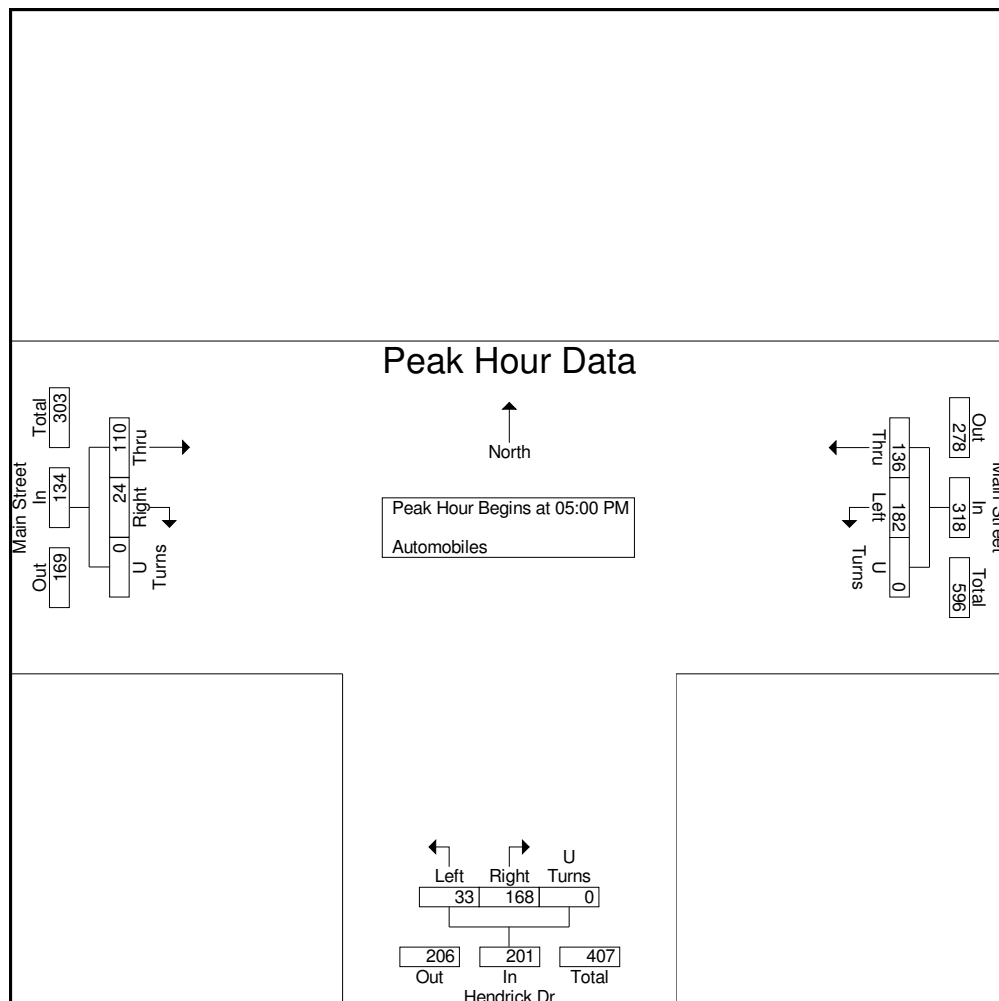 Peak Hour Data
North
Peak Hour Begins at 05:00 PM
Automobiles
Main Street
Total
303
In
134
Out
169
110
Thru
24
Right
0
U
Turns
Out
278
In
318
Total
596
Main Street
136
Thru
182
Left
0
U
Turns
U
Left Right Turns
33 168 0
206 201 407
Out In Total
Hendrick Dr